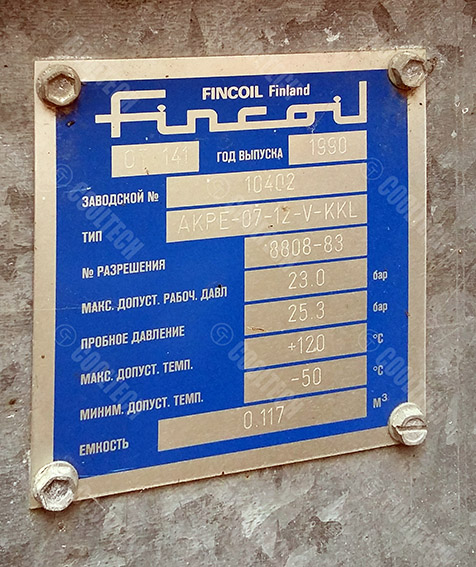 FINCOIL Finland
Fincoil
ГОД ВЫПУСКА 1990
ЗАВОДСКОЙ № 10402
ТИП AKPE-07-12-V-KKL
№ РАЗРЕШЕНИЯ 8808-83
МАКС. ДОПУСТ. РАБОЧ. ДАВЛ 23.0 бар
ПРОБНОЕ ДАВЛЕНИЕ 25.3 бар
МАКС. ДОПУСТ. ТЕМП. +120 °C
МИНИМ. ДОПУСТ. ТЕМП. -50 °C
ЕМКОСТЬ 0.117 М³
COOLTECH